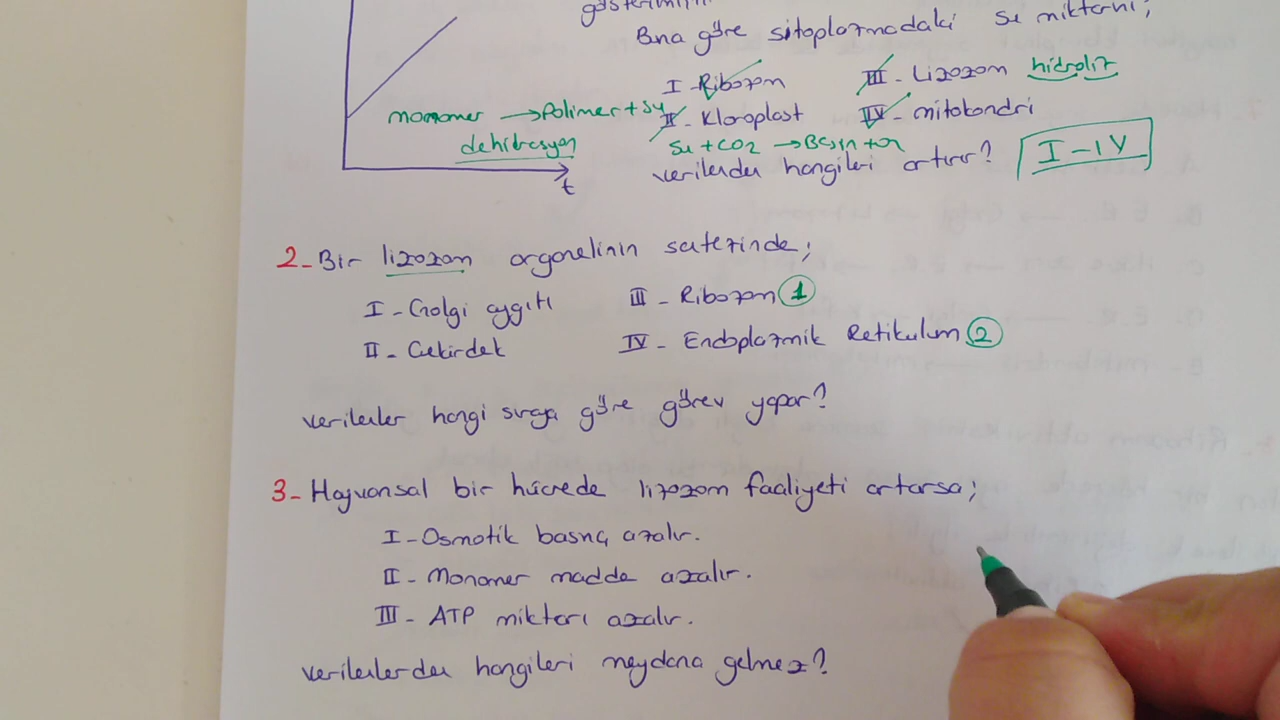 Buna göre sitoplazmadaki su miktarını;
I - Ribozom
III - Lizozom hidroliz
monomer → Polimer + su
II - Kloroplast
IV - mitokondri
dehidrasyon
su + CO2 → Besin + O2
verilerden hangileri artırır? I - IV
t
2- Bir lizozom organelinin sentezinde;
I - Golgi aygıtı
III - Ribozom 1
II - Çekirdek
IV - Endoplazmik Retikulum 2
verilenler hangi sıraya göre görev yapar?
3- Hayvansal bir hücrede lizozom faaliyeti artarsa;
I - Osmotik basınç azalır.
II - Monomer madde azalır.
III - ATP miktarı azalır.
verilenlerden hangileri meydana gelmez?